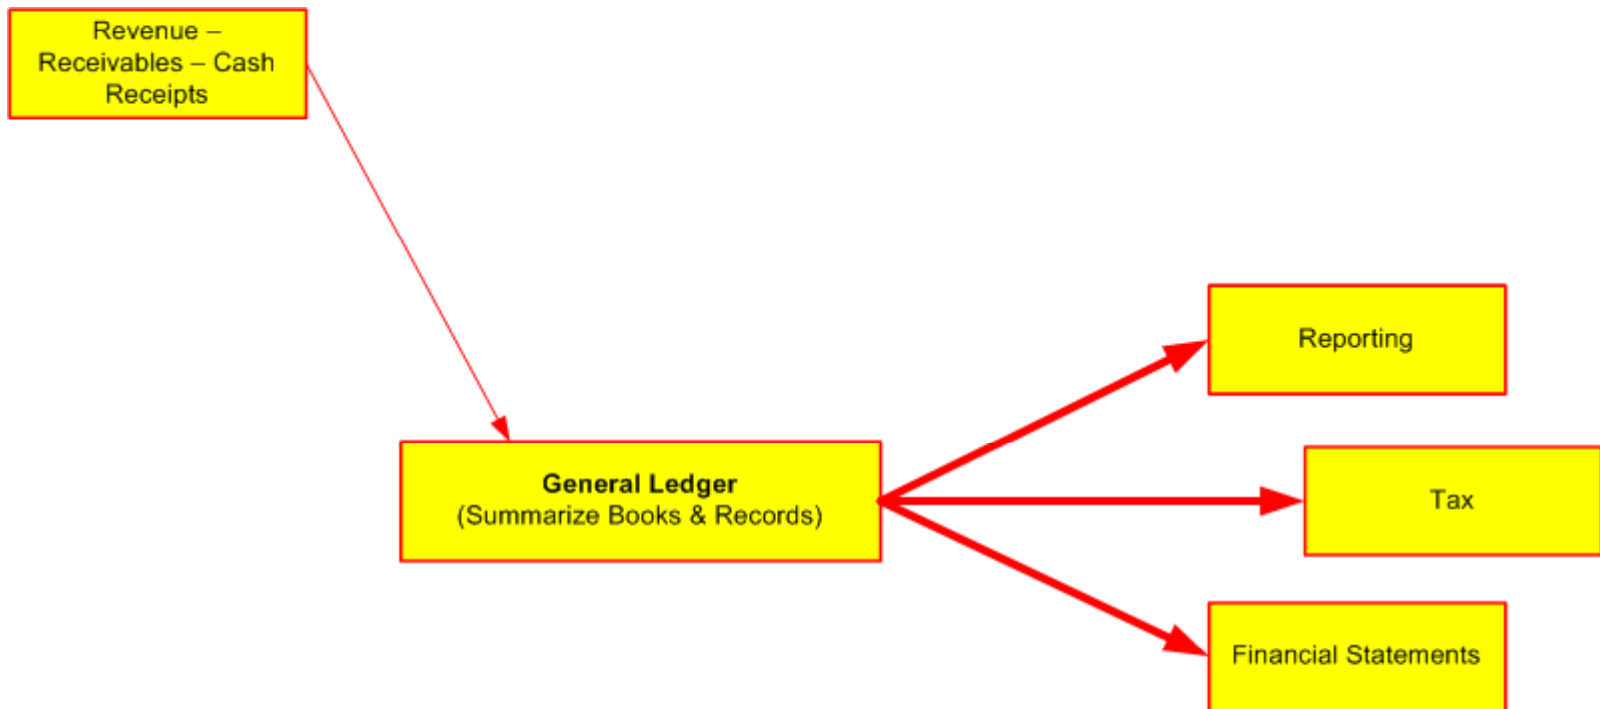 Revenue –
Receivables – Cash
Receipts
Reporting
General Ledger
(Summarize Books & Records)
Tax
Financial Statements